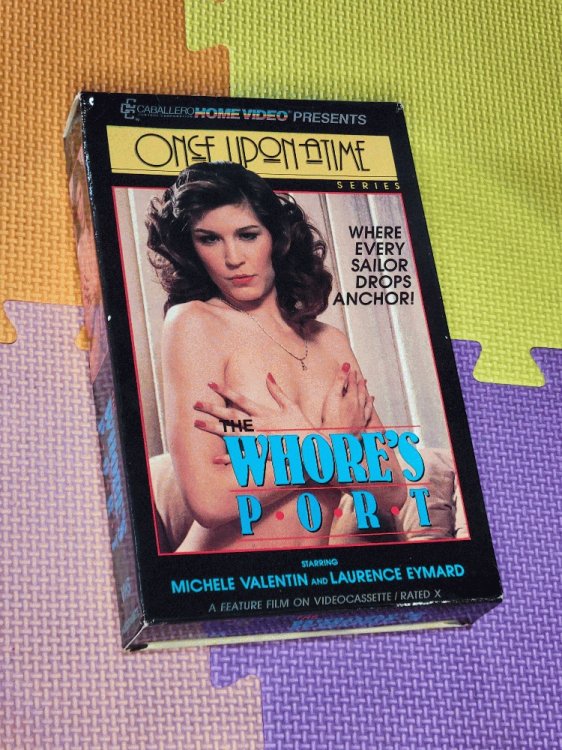 CABALLERO HOME VIDEO PRESENTS
ONCE UPON A TIME
SERIES
WHERE
EVERY
SAILOR
DROPS
ANCHOR!
THE
WHORE'S
P•O•R•T
STARRING
MICHELE VALENTIN AND LAURENCE EYMARD
A FEATURE FILM ON VIDEOCASSETTE / RATED X